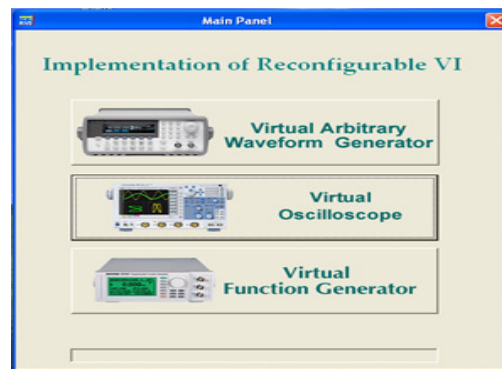 Main Panel
Implementation of Reconfigurable VI
Virtual Arbitrary
Waveform Generator
Virtual
Oscilloscope
Virtual
Function Generator